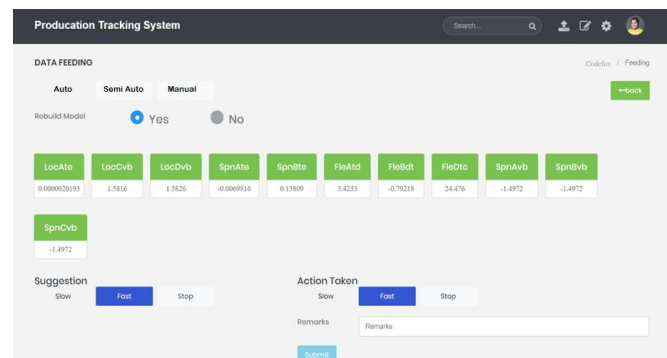 Producation Tracking System
Search...
DATA FEEDING
Codefox / Feeding
Auto Semi Auto Manual
←back
Rebuild Model Yes No
LocAte LocCvb LocDvb SpnAte SpnBte FleAtd FleBdt FleDtc SpnAvb SpnBvb
0.0000020193 1.5816 1.5826 -0.0069816 0.13809 3.4233 -0.79218 24.476 -1.4972 -1.4972
SpnCvb
-1.4972
Suggestion Action Taken
Slow Fast Stop Slow Fast Stop
Remarks Remarks
Submit